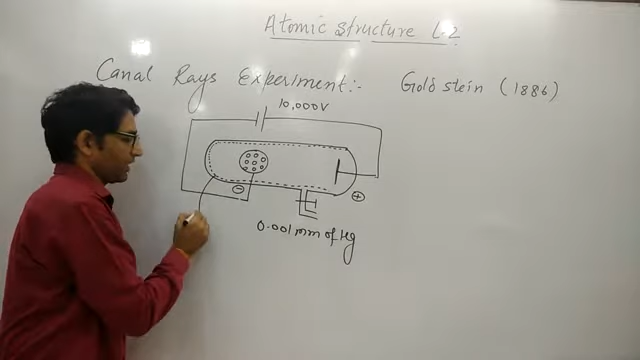 Atomic structure L.2
Canal Rays Experiment:- Goldstein (1886)
10,000V
⊖
⊕
0.001 mm of Hg